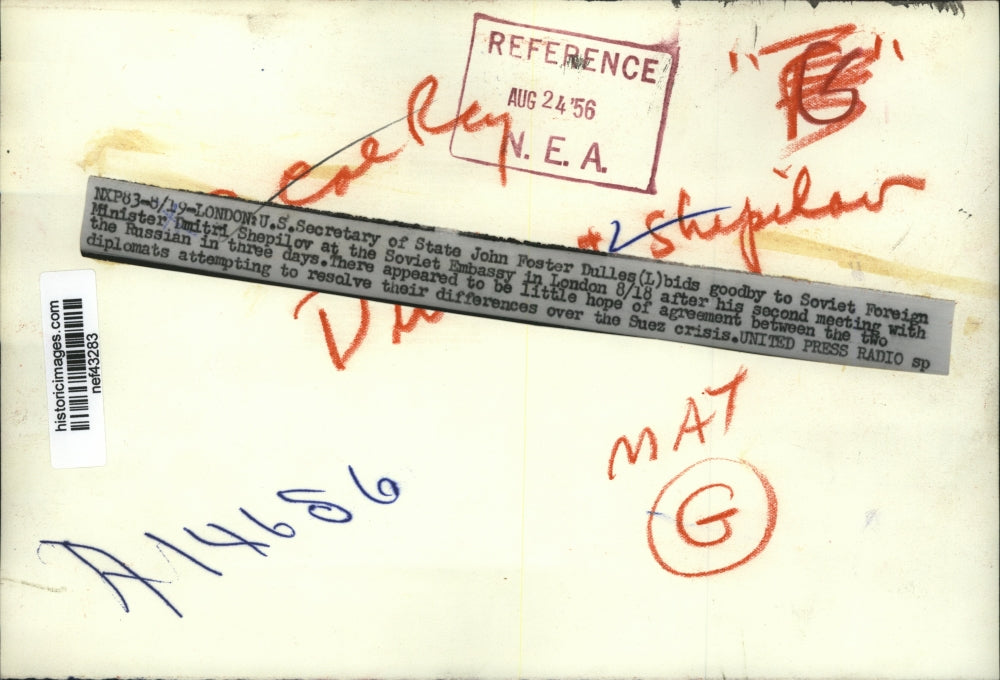 REFERENCE
AUG 24 '56
N. E. A.
"G"
Shepilov
NXP83-8/19-LONDON:U.S.Secretary of State John Foster Dulles(L)bids goodby to Soviet Foreign
Minister Dmitri Shepilov at the Soviet Embassy in London 8/18 after his second meeting with
the Russian in three days.There appeared to be little hope of agreement between the two
diplomats attempting to resolve their differences over the Suez crisis.UNITED PRESS RADIO sp
historicimages.com
nef43283
MAT
G
A14686